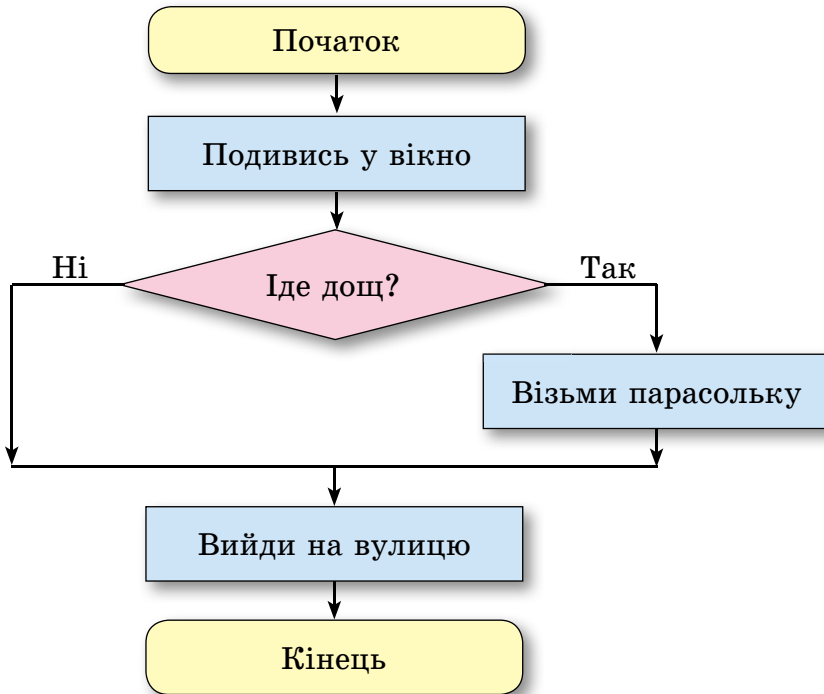 Початок
Подивись у вікно
Іде дощ?
Ні
Так
Візьми парасольку
Вийди на вулицю
Кінець